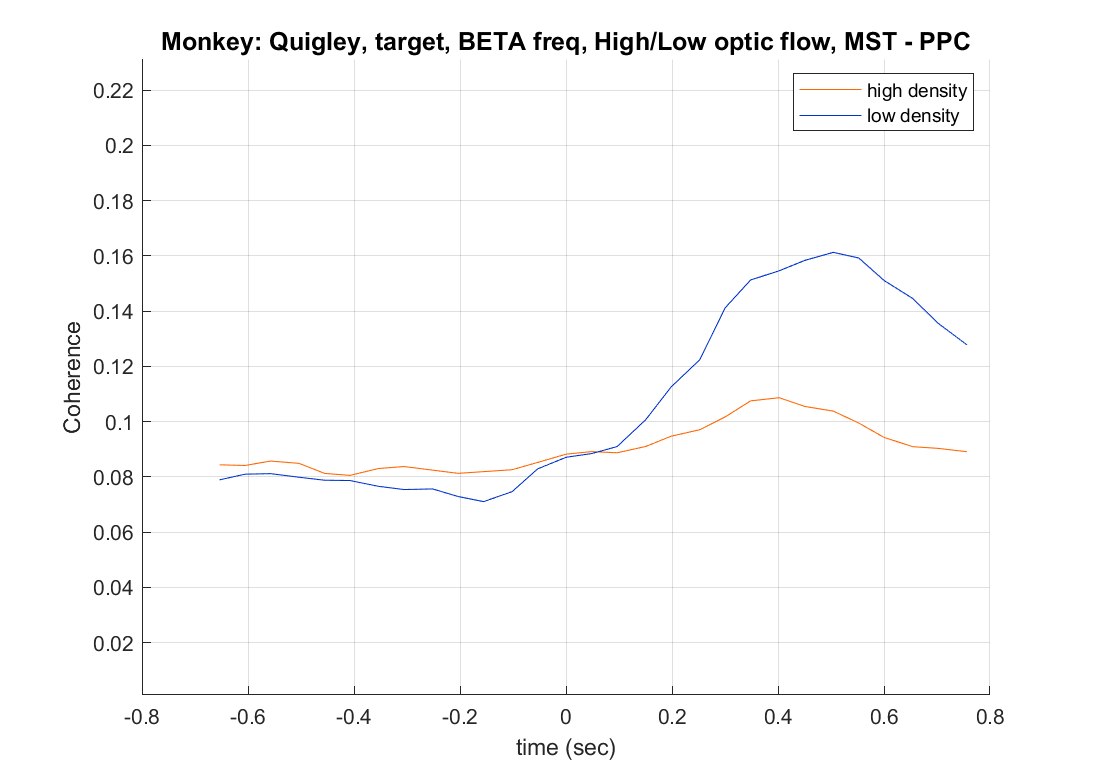 Monkey: Quigley, target, BETA freq, High/Low optic flow, MST - PPC
high density
low density
Coherence
0.22
0.2
0.18
0.16
0.14
0.12
0.1
0.08
0.06
0.04
0.02
-0.8 -0.6 -0.4 -0.2 0 0.2 0.4 0.6 0.8
time (sec)